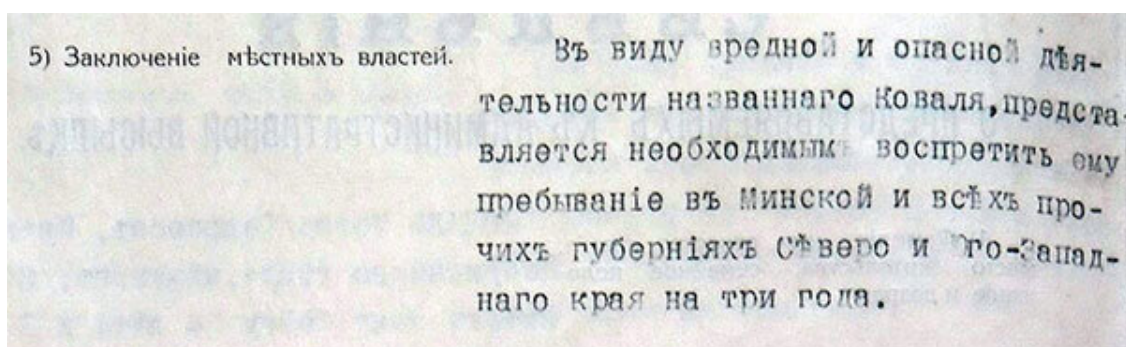 5) Заключеніе мѣстныхъ властей.
Въ виду вредной и опасной дѣя-
тельности названнаго Коваля,предста-
вляется необходимымъ воспретить ему
пребываніе въ Минской и всѣхъ про-
чихъ губерніяхъ Сѣверо и Юго-Запад-
наго края на три года.